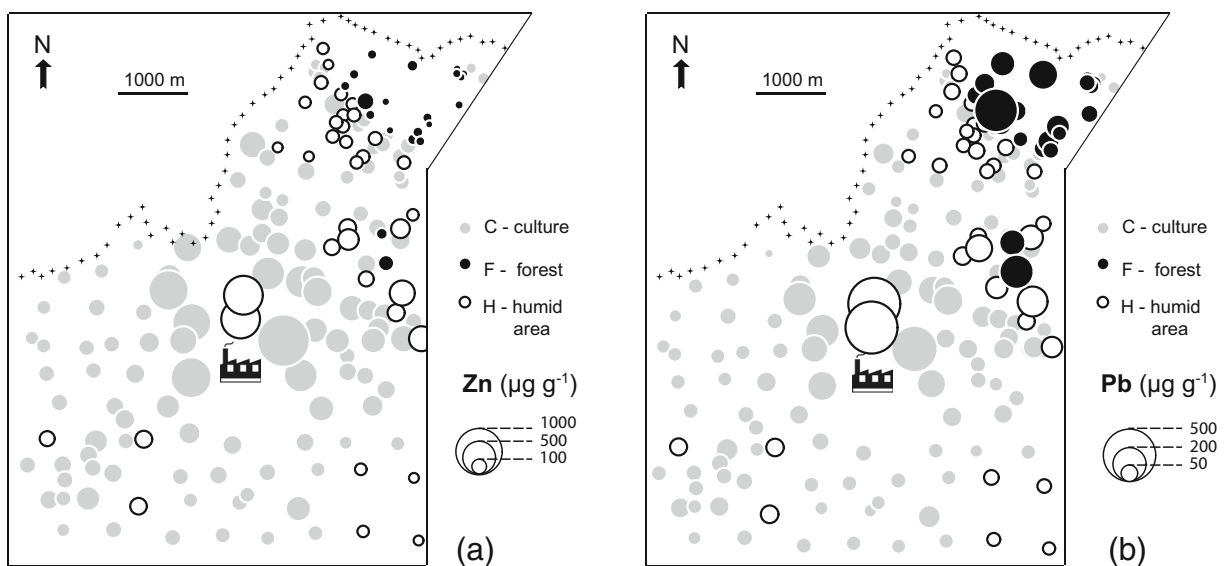 N
1000 m
C - culture
F - forest
H - humid
area
Zn (µg g-1)
1000
500
100
(a)
N
1000 m
C - culture
F - forest
H - humid
area
Pb (µg g-1)
500
200
50
(b)